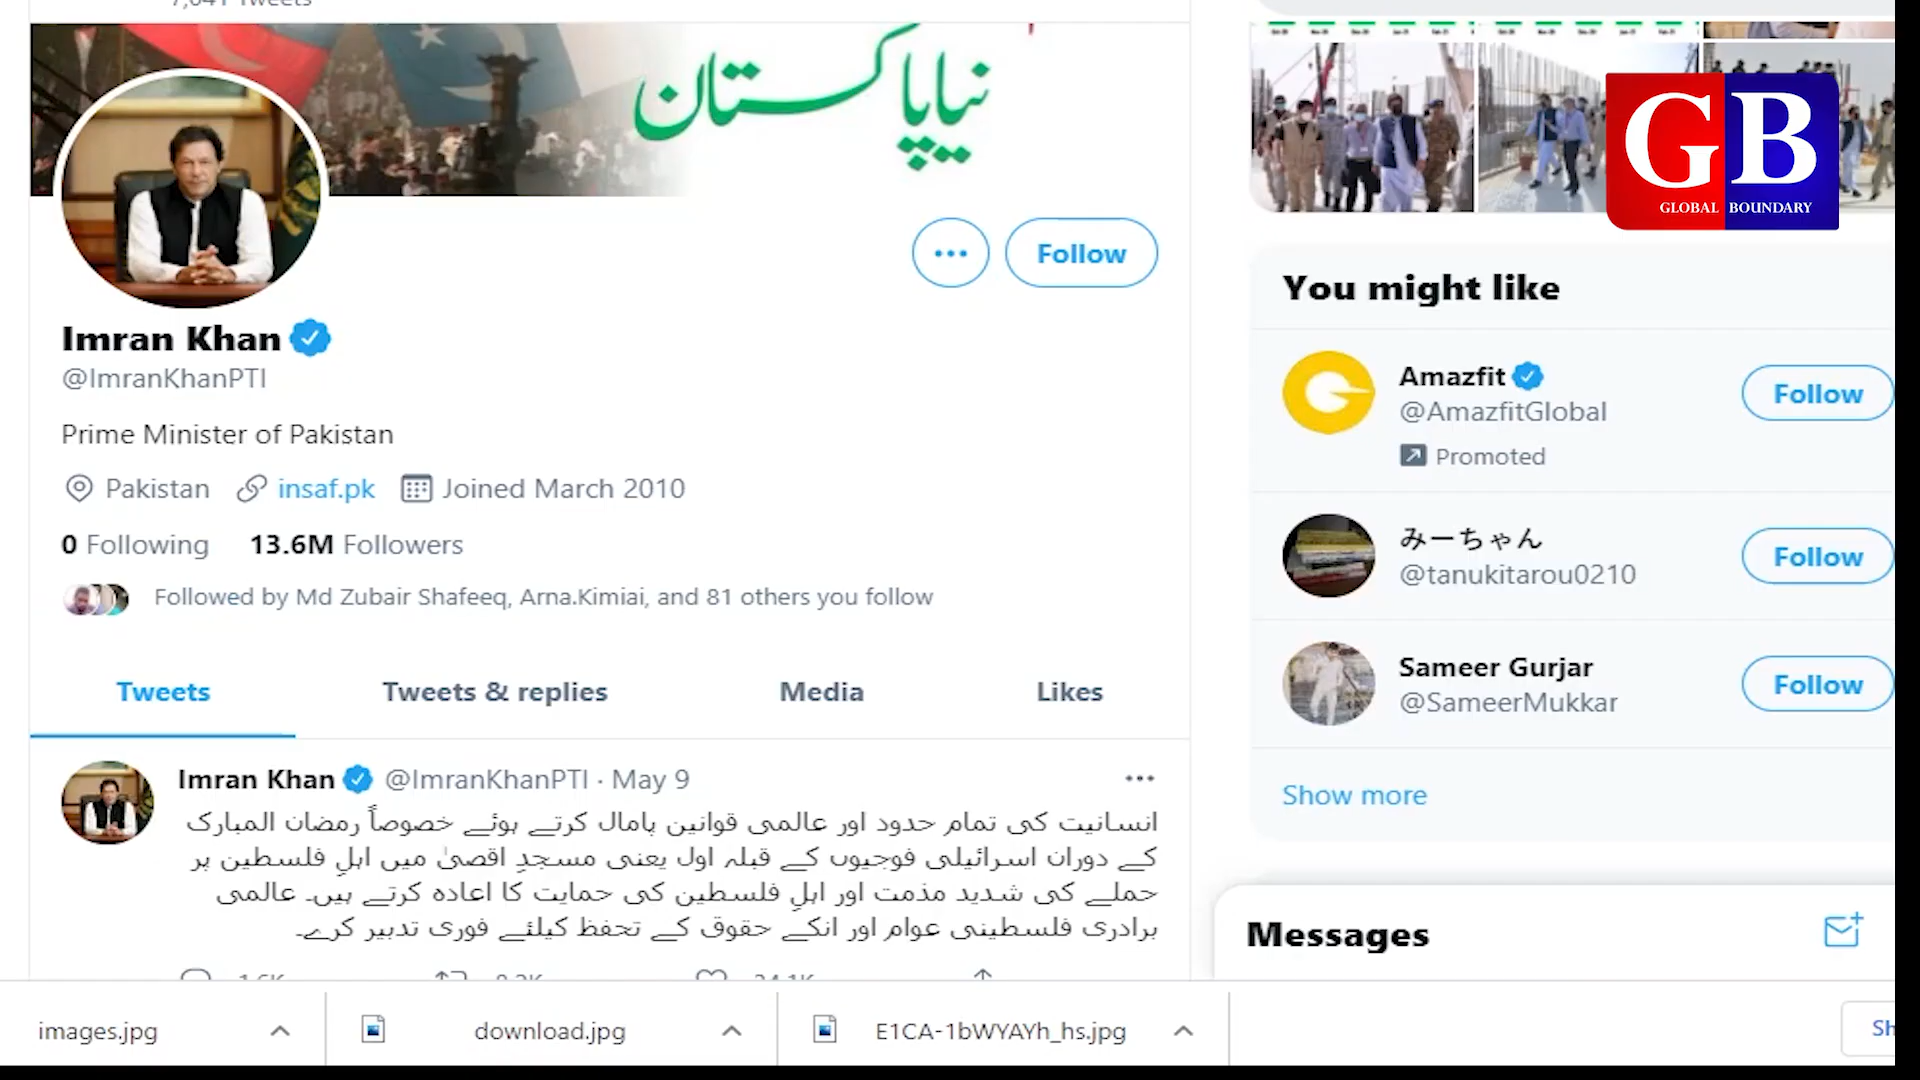 7,041 Tweets
نیا پاکستان
GB
GLOBAL BOUNDARY
Follow
Imran Khan
@ImranKhanPTI
Prime Minister of Pakistan
Pakistan insaf.pk Joined March 2010
0 Following 13.6M Followers
Followed by Md Zubair Shafeeq, Arna.Kimiai, and 81 others you follow
Tweets Tweets & replies Media Likes
Imran Khan @ImranKhanPTI · May 9
انسانیت کی تمام حدود اور عالمی قوانین پامال کرتے ہوئے خصوصاً رمضان المبارک
کے دوران اسرائیلی فوجیوں کے قبلہ اول یعنی مسجدِ اقصیٰ میں اہلِ فلسطین پر
حملے کی شدید مذمت اور اہلِ فلسطین کی حمایت کا اعادہ کرتے ہیں۔ عالمی
برادری فلسطینی عوام اور انکے حقوق کے تحفظ کیلئے فوری تدبیر کرے۔
You might like
Amazfit
@AmazfitGlobal
Promoted
Follow
みーちゃん
@tanukitarou0210
Follow
Sameer Gurjar
@SameerMukkar
Follow
Show more
Messages
images.jpg
download.jpg
E1CA-1bWYAYh_hs.jpg